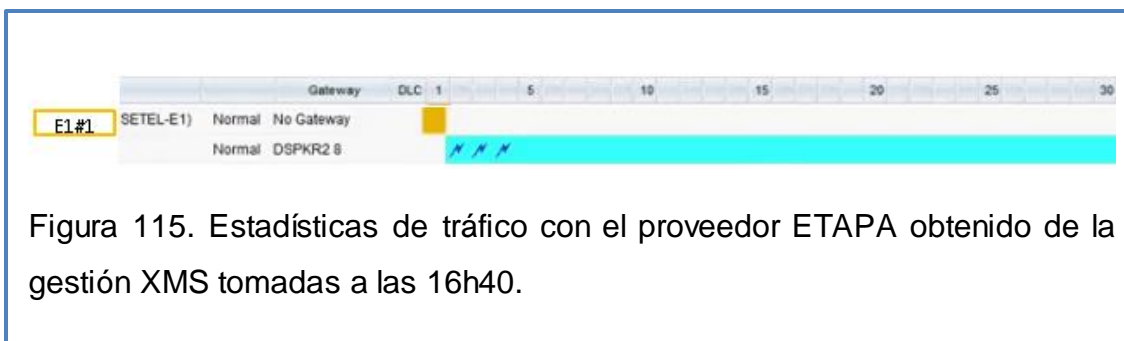 Gateway DLC 1 5 10 15 20 25 30
E1#1 SETEL-E1) Normal No Gateway
Normal DSPKR2 8
Figura 115. Estadísticas de tráfico con el proveedor ETAPA obtenido de la
gestión XMS tomadas a las 16h40.